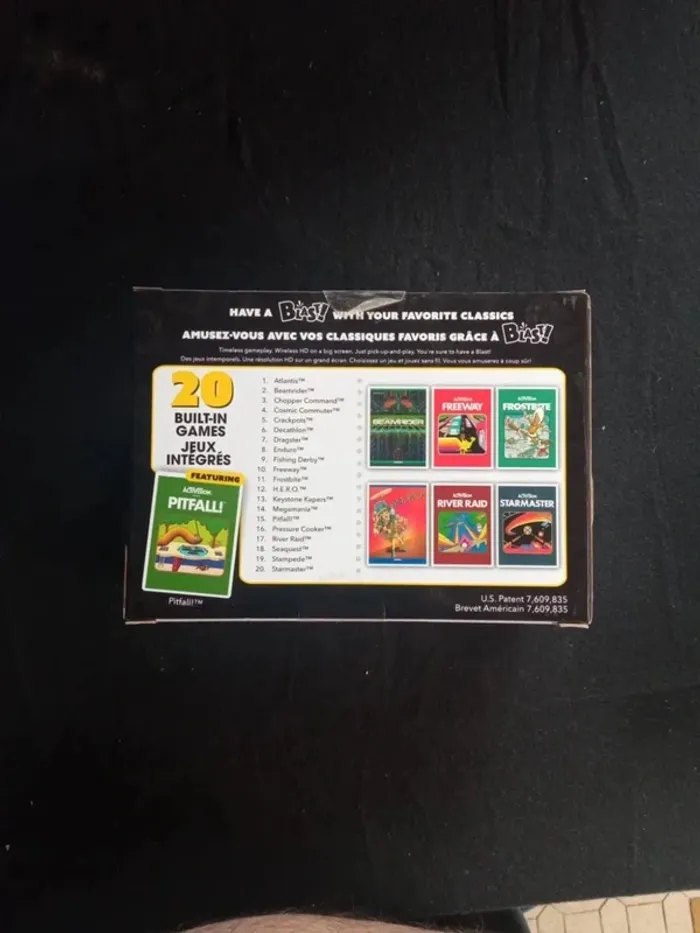 HAVE A BLAST! WITH YOUR FAVORITE CLASSICS
AMUSEZ-VOUS AVEC VOS CLASSIQUES FAVORIS GRÂCE À BLAST!
Timeless gameplay. Wireless HD on a big screen. Just pick-up-and-play. You're sure to have a Blast!
Des jeux intemporels. Une résolution HD sur un grand écran. Choisissez un jeu et jouez sans fil. Vous vous amuserez à coup sûr!
20
BUILT-IN
GAMES
JEUX
INTÉGRÉS
FEATURING
ACTIVISION
PITFALL!
Pitfall!™
1. Atlantis™
2. Beamrider™
3. Chopper Command™
4. Cosmic Commuter™
5. Crackpots™
6. Decathlon™
7. Dragster™
8. Enduro™
9. Fishing Derby™
10. Freeway™
11. Frostbite™
12. H.E.R.O.™
13. Keystone Kapers™
14. Megamania™
15. Pitfall!™
16. Pressure Cooker™
17. River Raid™
18. Seaquest™
19. Stampede™
20. Starmaster™
BEAMRIDER
ACTIVISION
FREEWAY
ACTIVISION
FROSTBITE
ACTIVISION
RIVER RAID
ACTIVISION
STARMASTER
U.S. Patent 7,609,835
Brevet Américain 7,609,835